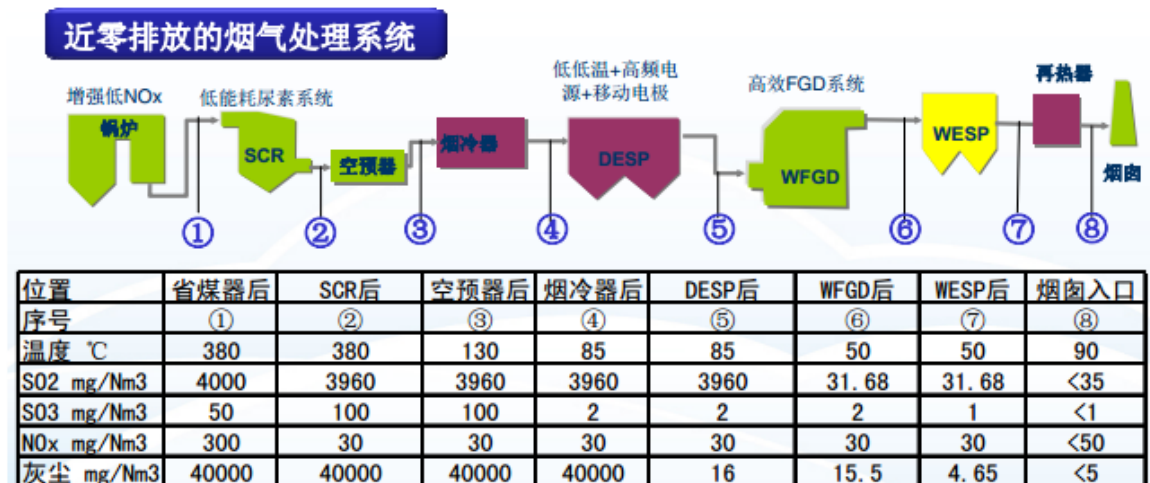 近零排放的烟气处理系统
低低温+高频电
源+移动电极
高效FGD系统
再热器
增强低NOx
低能耗尿素系统
锅炉
SCR
空预器
烟冷器
DESP
WFGD
WESP
烟囱
① ② ③ ④ ⑤ ⑥ ⑦ ⑧
位置 省煤器后 SCR后 空预器后 烟冷器后 DESP后 WFGD后 WESP后 烟囱入口
序号 ① ② ③ ④ ⑤ ⑥ ⑦ ⑧
温度 ℃ 380 380 130 85 85 50 50 90
SO2 mg/Nm3 4000 3960 3960 3960 3960 31.68 31.68 <35
SO3 mg/Nm3 50 100 100 2 2 2 1 <1
NOx mg/Nm3 300 30 30 30 30 30 30 <50
灰尘 mg/Nm3 40000 40000 40000 40000 16 15.5 4.65 <5